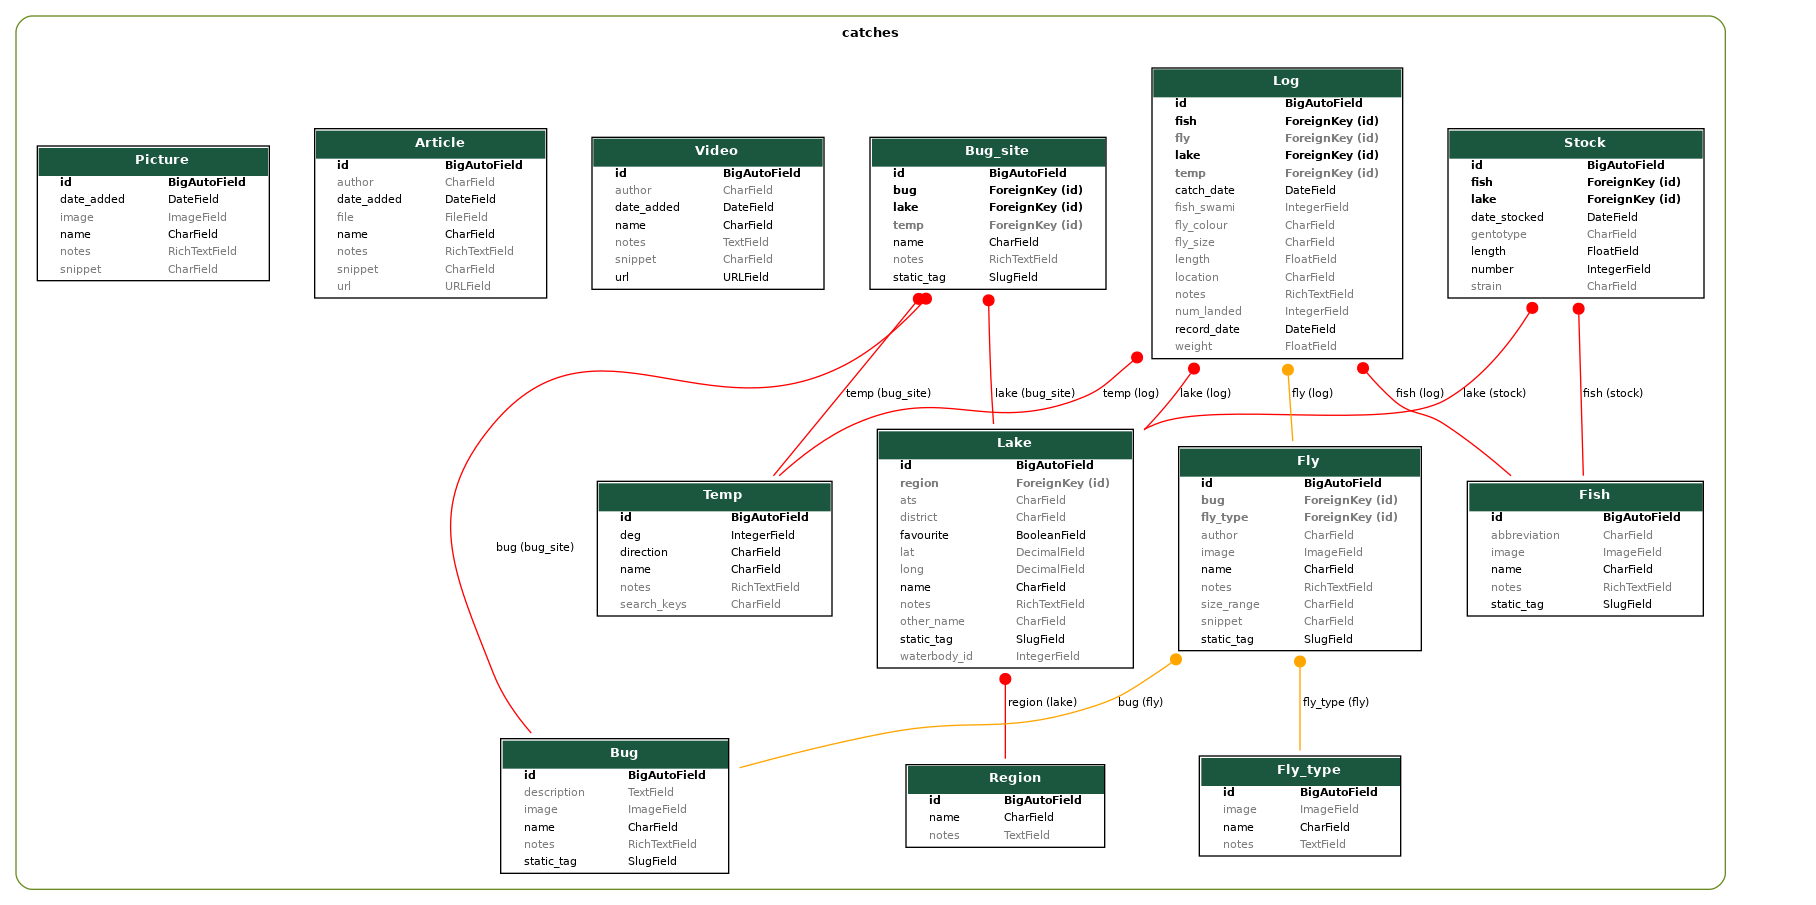 catches
Picture
id BigAutoField
date_added DateField
image ImageField
name CharField
notes RichTextField
snippet CharField
Article
id BigAutoField
author CharField
date_added DateField
file FileField
name CharField
notes RichTextField
snippet CharField
url URLField
Video
id BigAutoField
author CharField
date_added DateField
name CharField
notes TextField
snippet CharField
url URLField
Bug_site
id BigAutoField
bug ForeignKey (id)
lake ForeignKey (id)
temp ForeignKey (id)
name CharField
notes RichTextField
static_tag SlugField
Log
id BigAutoField
fish ForeignKey (id)
fly ForeignKey (id)
lake ForeignKey (id)
temp ForeignKey (id)
catch_date DateField
fish_swami IntegerField
fly_colour CharField
fly_size CharField
length FloatField
location CharField
notes RichTextField
num_landed IntegerField
record_date DateField
weight FloatField
Stock
id BigAutoField
fish ForeignKey (id)
lake ForeignKey (id)
date_stocked DateField
gentotype CharField
length FloatField
number IntegerField
strain CharField
temp (bug_site)
lake (bug_site)
temp (log)
lake (log)
fly (log)
fish (log)
lake (stock)
fish (stock)
bug (bug_site)
Temp
id BigAutoField
deg IntegerField
direction CharField
name CharField
notes RichTextField
search_keys CharField
Lake
id BigAutoField
region ForeignKey (id)
ats CharField
district CharField
favourite BooleanField
lat DecimalField
long DecimalField
name CharField
notes RichTextField
other_name CharField
static_tag SlugField
waterbody_id IntegerField
Fly
id BigAutoField
bug ForeignKey (id)
fly_type ForeignKey (id)
author CharField
image ImageField
name CharField
notes RichTextField
size_range CharField
snippet CharField
static_tag SlugField
Fish
id BigAutoField
abbreviation CharField
image ImageField
name CharField
notes RichTextField
static_tag SlugField
region (lake)
bug (fly)
fly_type (fly)
Bug
id BigAutoField
description TextField
image ImageField
name CharField
notes RichTextField
static_tag SlugField
Region
id BigAutoField
name CharField
notes TextField
Fly_type
id BigAutoField
image ImageField
name CharField
notes TextField